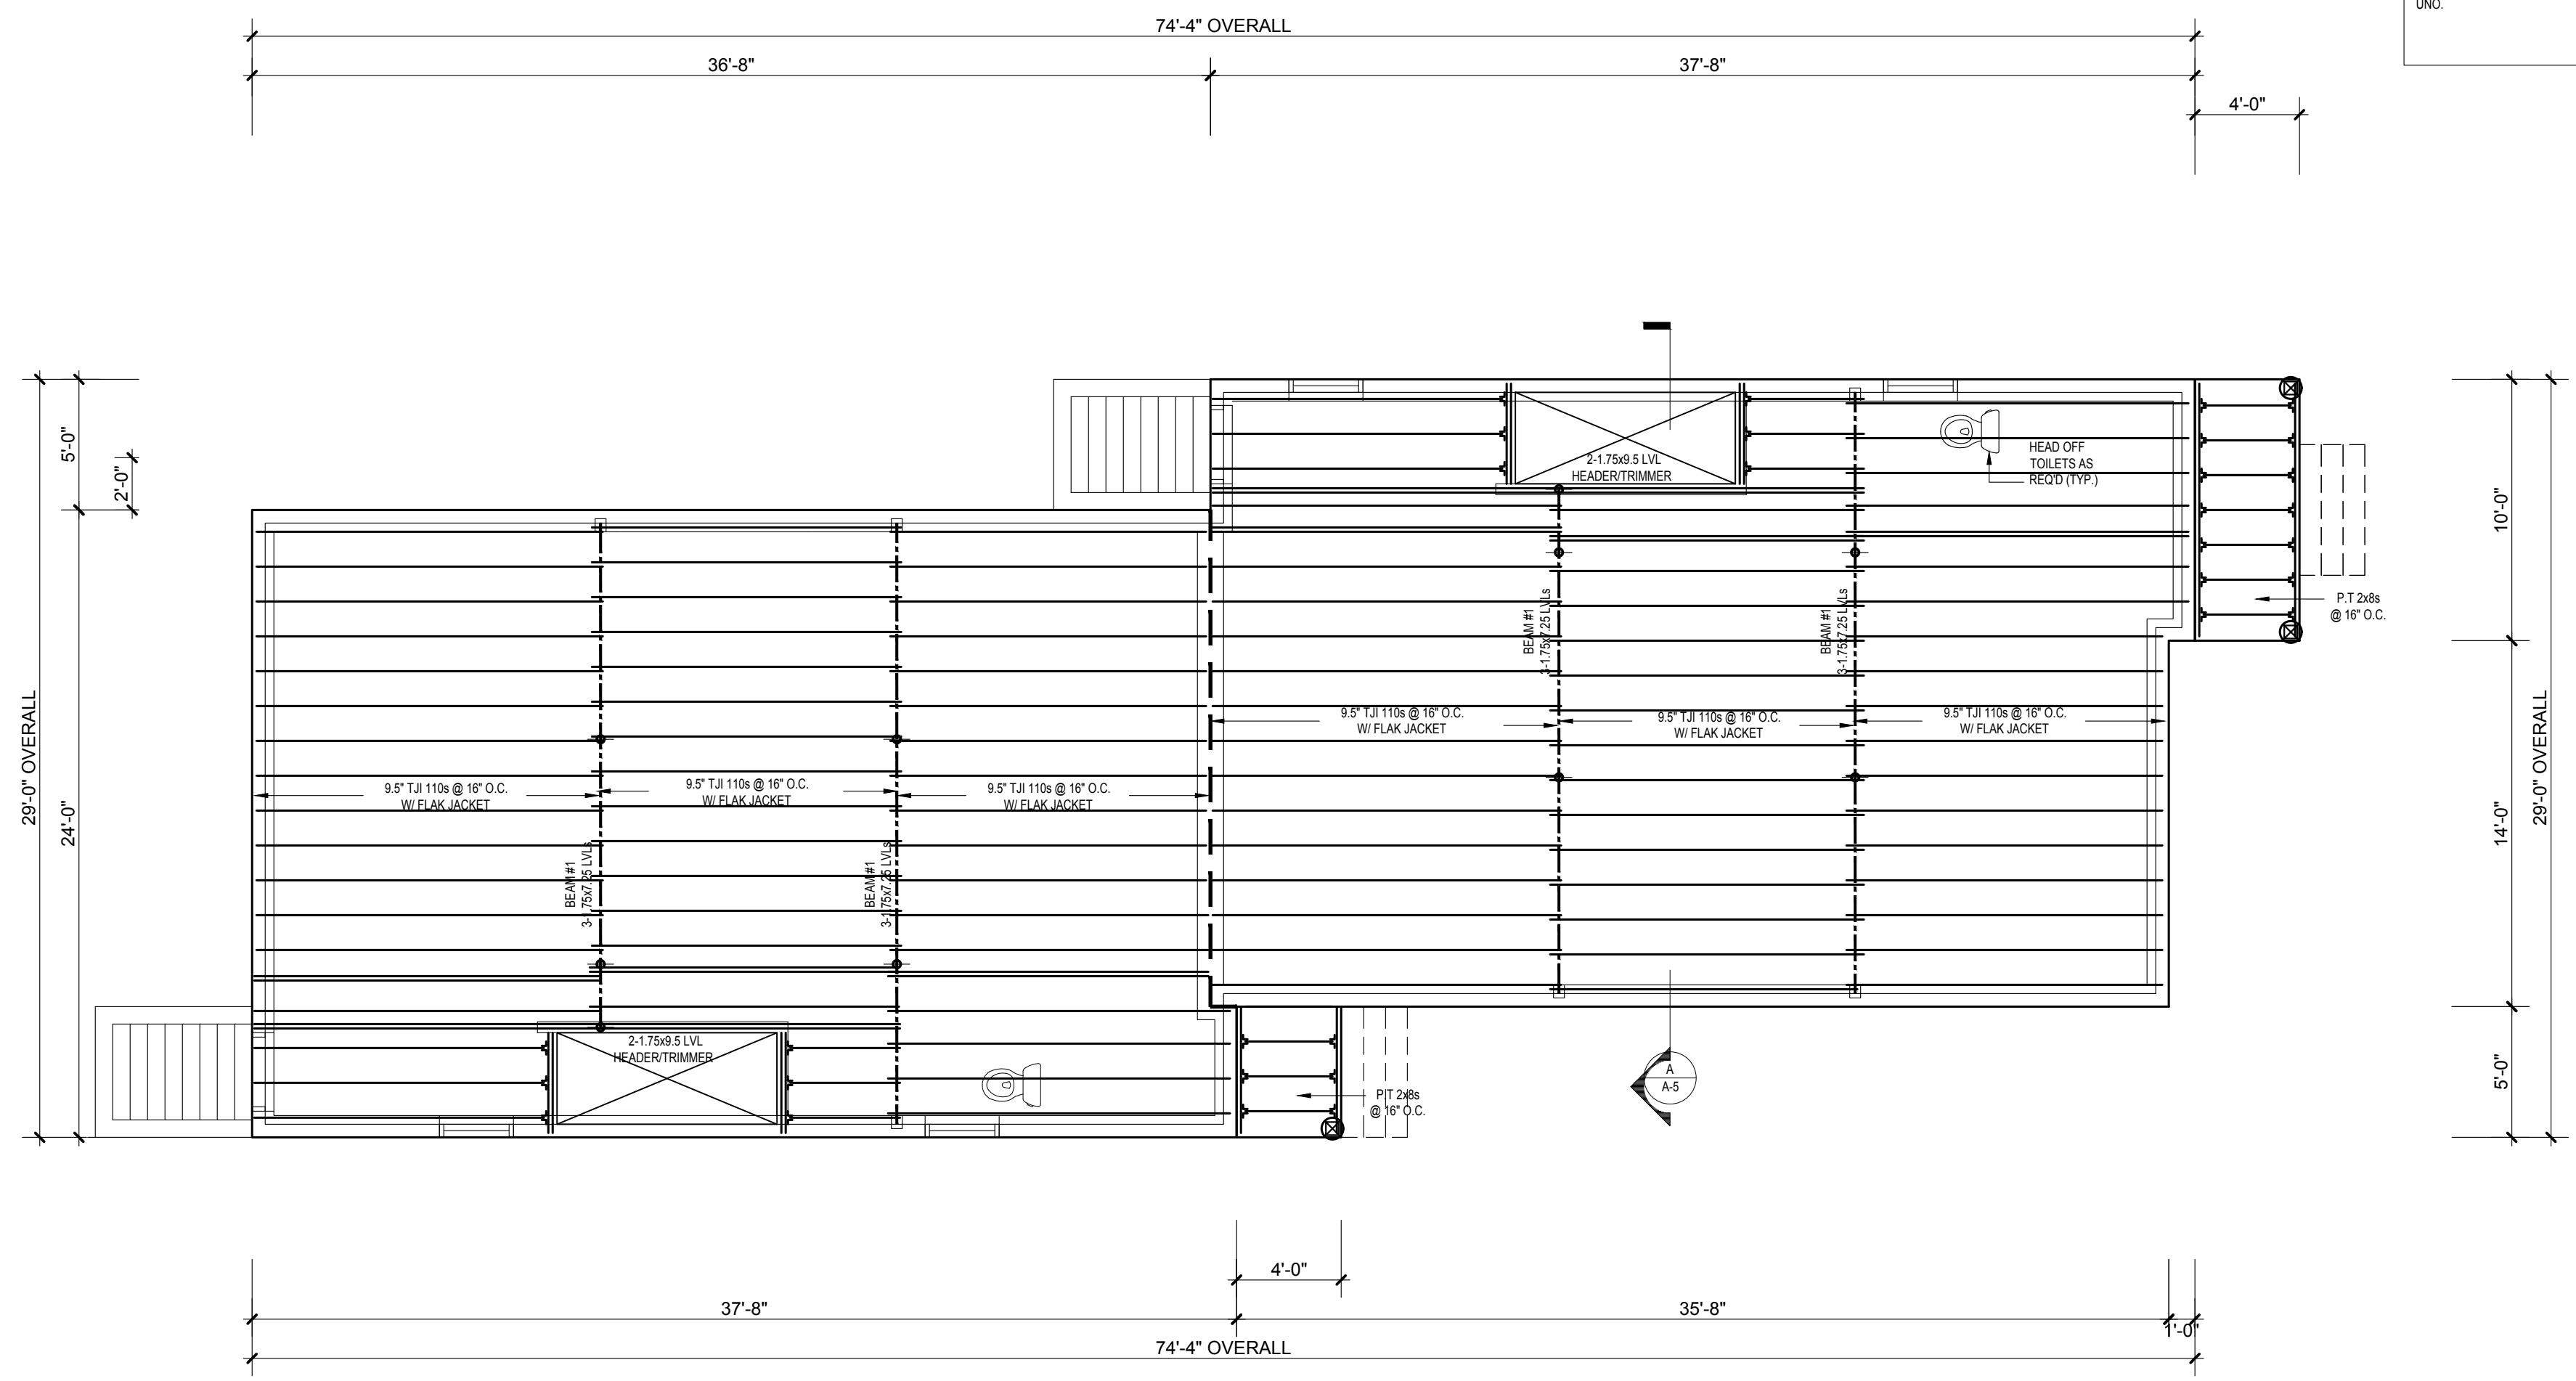 UNO.
74'-4" OVERALL
36'-8"
37'-8"
4'-0"
5'-0"
2'-0"
29'-0" OVERALL
24'-0"
2-1.75x9.5 LVL
HEADER/TRIMMER
HEAD OFF
TOILETS AS
REQ'D (TYP.)
10'-0"
P.T 2x8s
@ 16" O.C.
BEAM #1
3-1.75x7.25 LVLs
BEAM #1
3-1.75x7.25 LVLs
9.5" TJI 110s @ 16" O.C.
W/ FLAK JACKET
9.5" TJI 110s @ 16" O.C.
W/ FLAK JACKET
9.5" TJI 110s @ 16" O.C.
W/ FLAK JACKET
9.5" TJI 110s @ 16" O.C.
W/ FLAK JACKET
9.5" TJI 110s @ 16" O.C.
W/ FLAK JACKET
9.5" TJI 110s @ 16" O.C.
W/ FLAK JACKET
14'-0"
29'-0" OVERALL
BEAM #1
3-1.75x7.25 LVLs
BEAM #1
3-1.75x7.25 LVLs
2-1.75x9.5 LVL
HEADER/TRIMMER
P.T 2x8s
@ 16" O.C.
A
A-5
5'-0"
4'-0"
37'-8"
35'-8"
1'-0"
74'-4" OVERALL